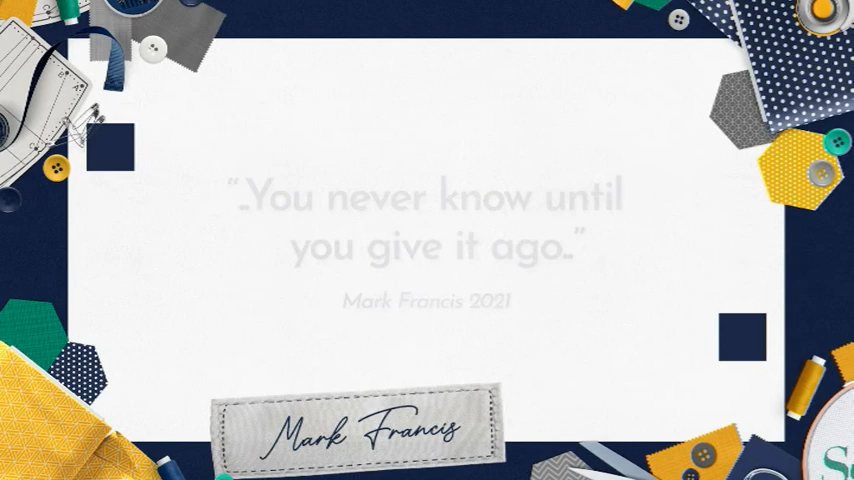 “..You never know until
you give it ago..”
Mark Francis 2021
Mark Francis